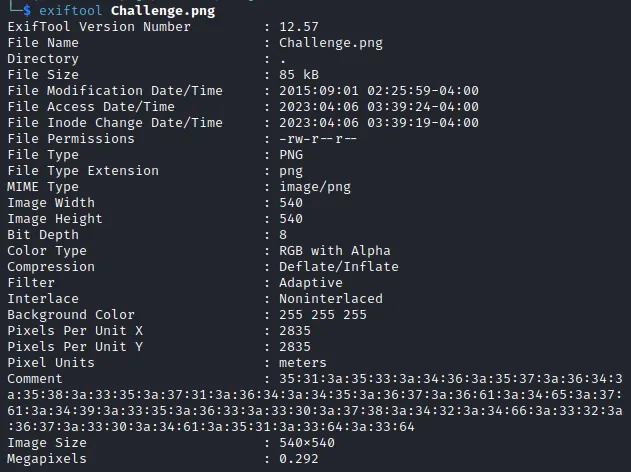 └─$ exiftool Challenge.png
ExifTool Version Number         : 12.57
File Name                       : Challenge.png
Directory                       : .
File Size                       : 85 kB
File Modification Date/Time     : 2015:09:01 02:25:59-04:00
File Access Date/Time           : 2023:04:06 03:39:24-04:00
File Inode Change Date/Time     : 2023:04:06 03:39:19-04:00
File Permissions                : -rw-r--r--
File Type                       : PNG
File Type Extension             : png
MIME Type                       : image/png
Image Width                     : 540
Image Height                    : 540
Bit Depth                       : 8
Color Type                      : RGB with Alpha
Compression                     : Deflate/Inflate
Filter                          : Adaptive
Interlace                       : Noninterlaced
Background Color                : 255 255 255
Pixels Per Unit X               : 2835
Pixels Per Unit Y               : 2835
Pixel Units                     : meters
Comment                         : 35:31:3a:35:33:3a:34:36:3a:35:37:3a:36:34:3
a:35:38:3a:33:35:3a:37:31:3a:36:34:3a:34:35:3a:36:37:3a:36:61:3a:34:65:3a:37:
61:3a:34:39:3a:33:35:3a:36:33:3a:33:30:3a:37:38:3a:34:32:3a:34:66:3a:33:32:3a
:36:37:3a:33:30:3a:34:61:3a:35:31:3a:33:64:3a:33:64
Image Size                      : 540×540
Megapixels                      : 0.292